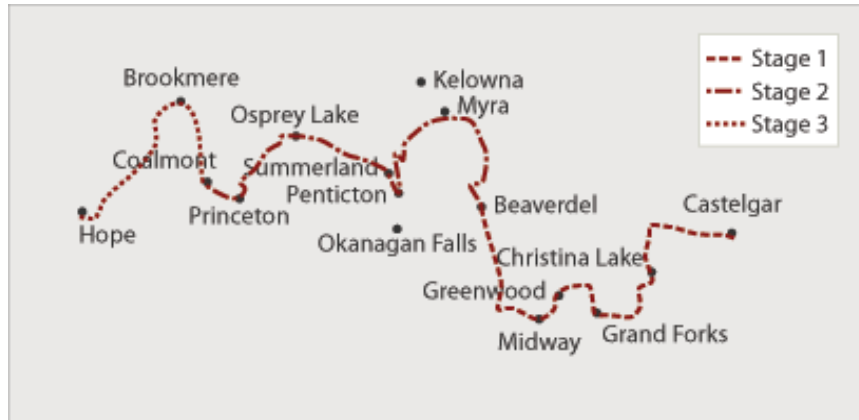 Stage 1
Stage 2
Stage 3
Kelowna
Brookmere
Myra
Osprey Lake
Coalmont
Summerland
Penticton
Beaverdel
Castelgar
Princeton
Hope
Okanagan Falls
Christina Lake
Greenwood
Grand Forks
Midway